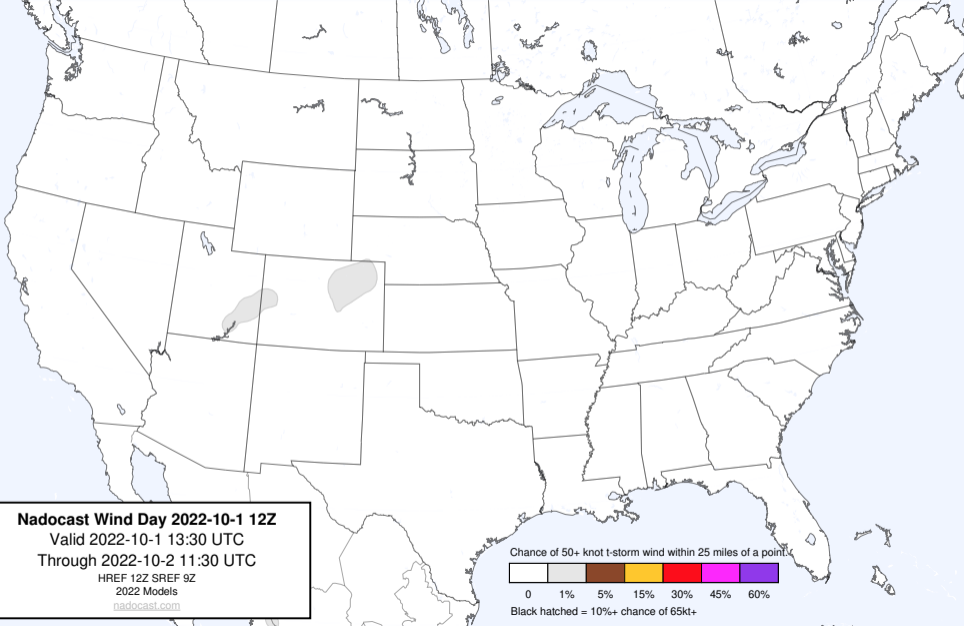 Nadocast Wind Day 2022-10-1 12Z
Valid 2022-10-1 13:30 UTC
Through 2022-10-2 11:30 UTC
HREF 12Z SREF 9Z
2022 Models
nadocast.com
Chance of 50+ knot t-storm wind within 25 miles of a point.
0 1% 5% 15% 30% 45% 60%
Black hatched = 10%+ chance of 65kt+